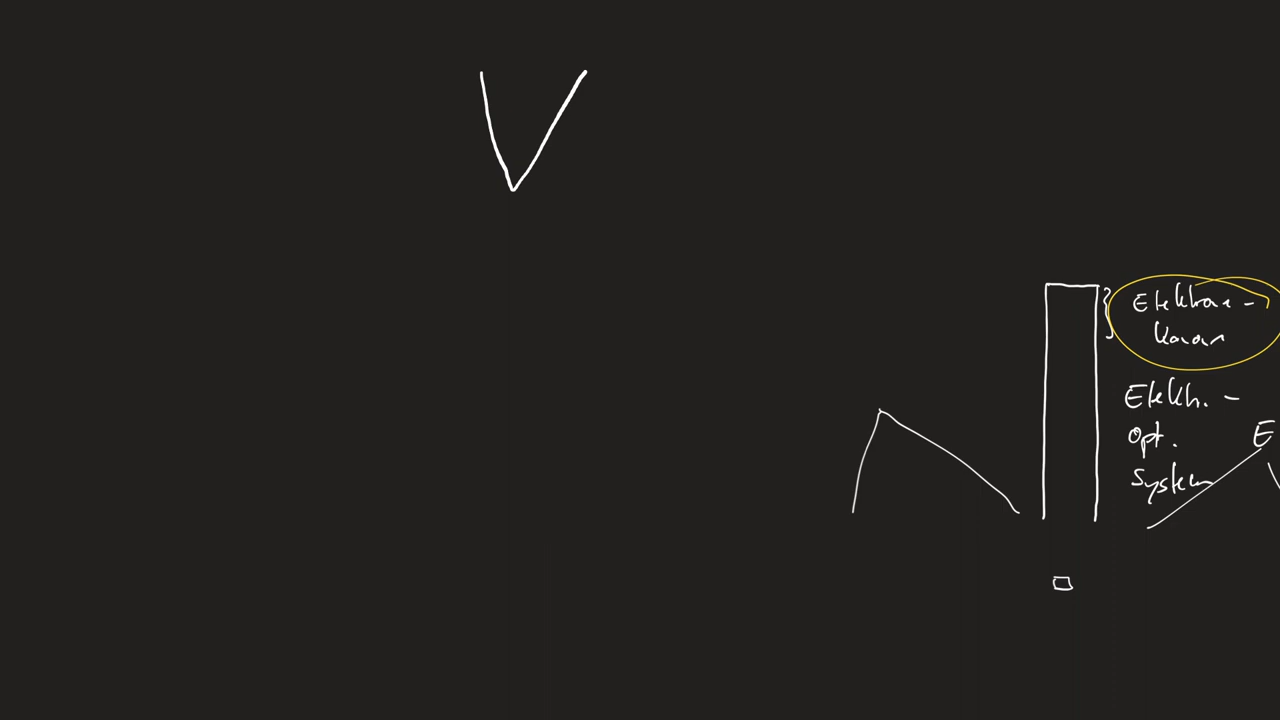 Elektronen-
kanon
Elektr. -
Opt.
System
E